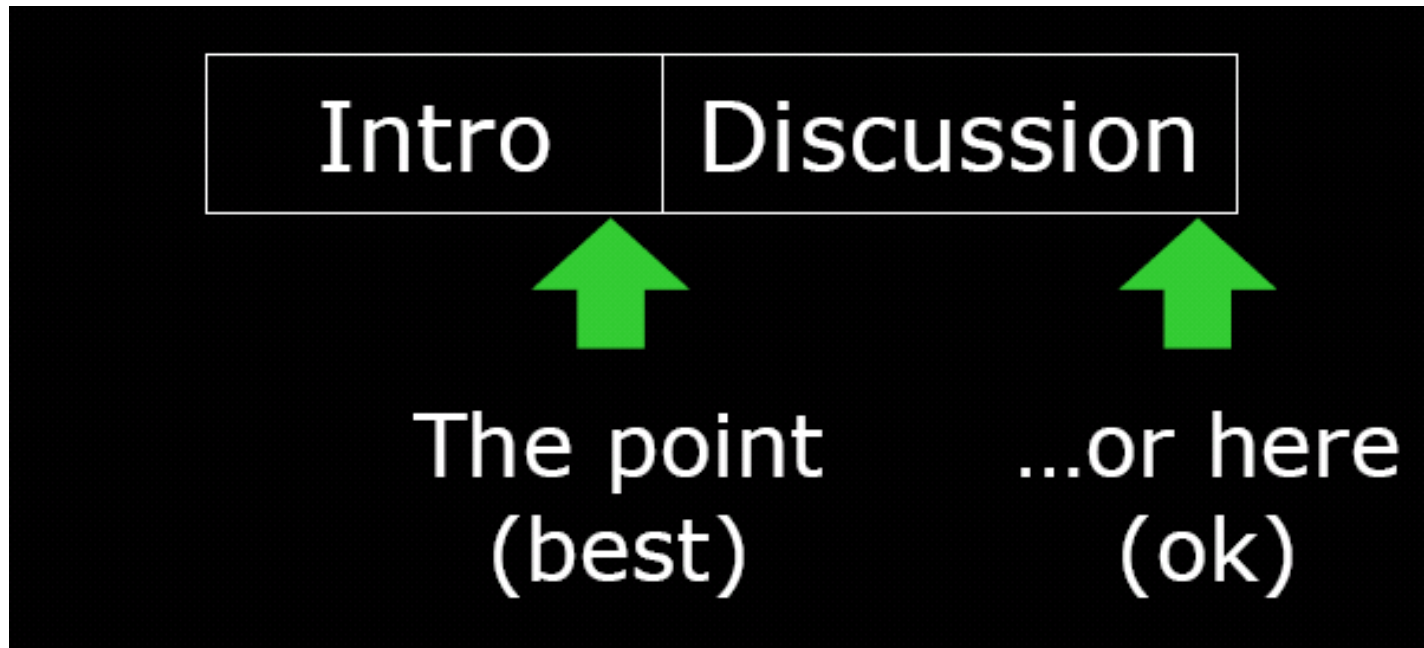 Intro Discussion
The point ...or here
(best) (ok)